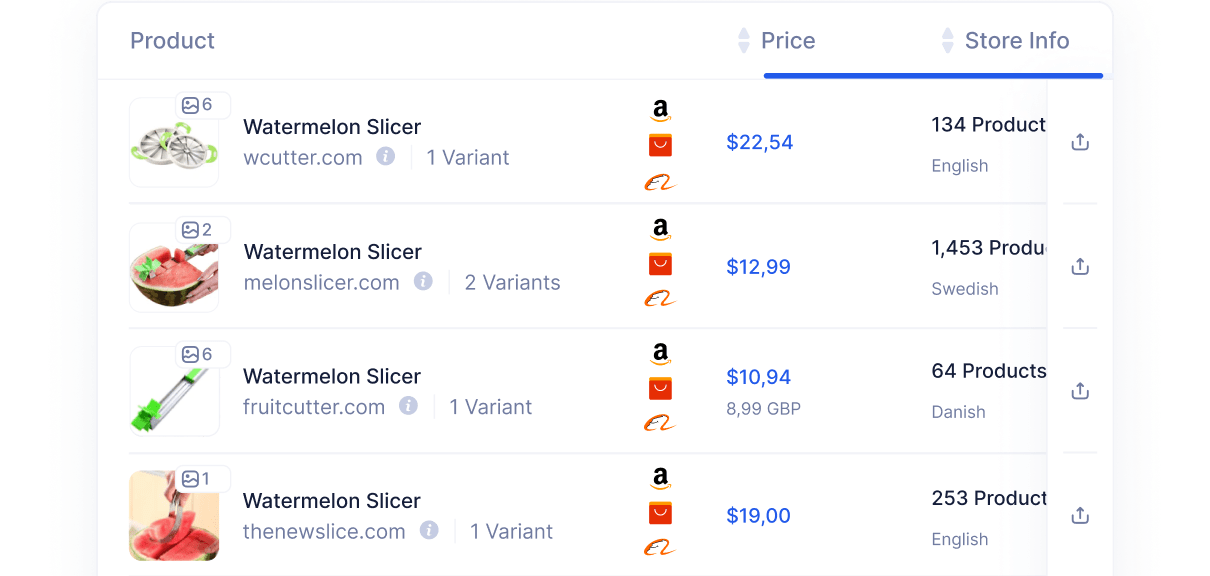 Product Price Store Info
6
Watermelon Slicer
wcutter.com i 1 Variant
a
$22,54
134 Product
English
2
Watermelon Slicer
melonslicer.com i 2 Variants
a
$12,99
1,453 Produ
Swedish
6
Watermelon Slicer
fruitcutter.com i 1 Variant
a
$10,94
8,99 GBP
64 Products
Danish
1
Watermelon Slicer
thenewslice.com i 1 Variant
a
$19,00
253 Product
English